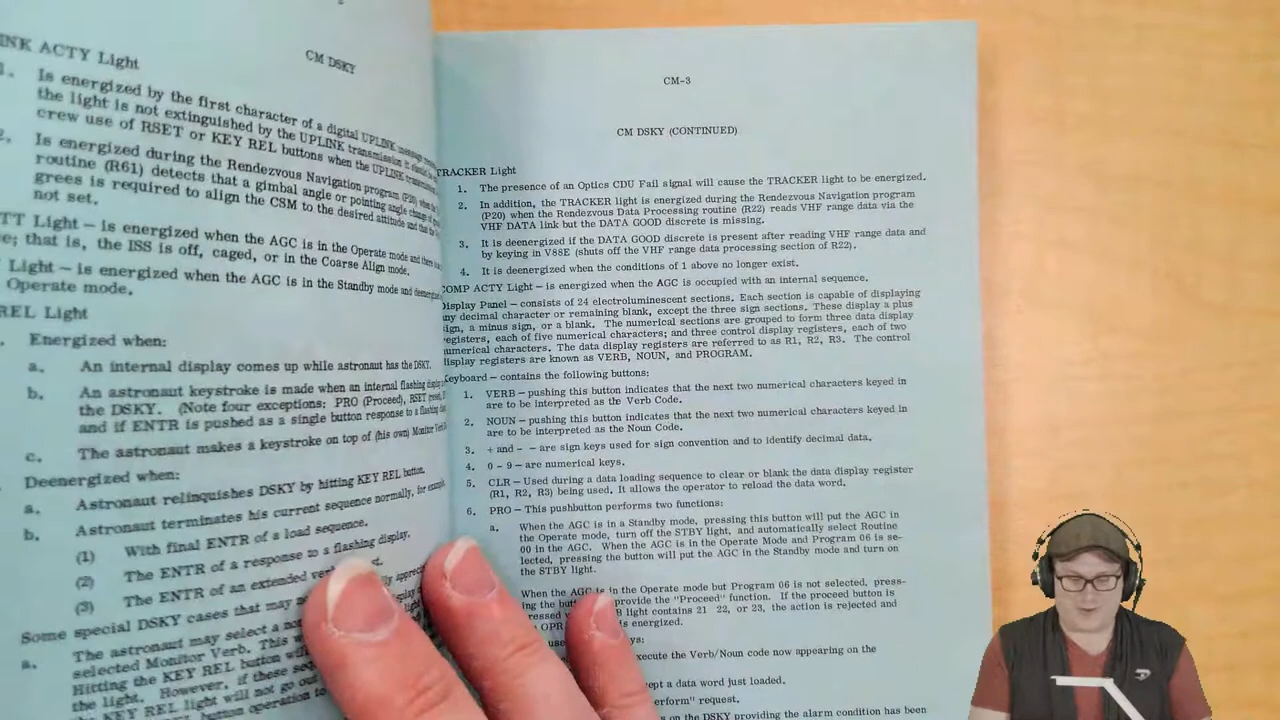 INK ACTY Light
CM DSKY
Is energized by the first character of a digital UPLINK message
the light is not extinguished by the UPLINK transmission it should be
crew use of RSET or KEY REL buttons when the UPLINK
Is energized during the Rendezvous Navigation program (P20) when the
routine (R61) detects that a gimbal angle or pointing angle change of
grees is required to align the CSM to the desired attitude and
not set.
TT Light – is energized when the AGC is in the Operate mode and
e; that is, the ISS is off, caged, or in the Coarse Align mode.
Light – is energized when the AGC is in the Standby mode and
Operate mode.
REL Light
Energized when:
a. An internal display comes up while astronaut has the DSKY.
b. An astronaut keystroke is made when an internal flashing display
the DSKY. (Note four exceptions; PRO (Proceed), RSET
and if ENTR is pushed as a single button response to a flashing
c. The astronaut makes a keystroke on top of (his own) Monitor
Deenergized when:
a. Astronaut relinquishes DSKY by hitting KEY REL button.
b. Astronaut terminates his current sequence normally, for example
(1) With final ENTR of a load sequence.
(2) The ENTR of a response to a flashing display.
(3) The ENTR of an extended
Some special DSKY cases that may
a. The astronaut may select a
selected Monitor Verb. This
Hitting the KEY REL button will
the light. However, if these
KEY REL light will not go out
button operation to
CM-3
CM DSKY (CONTINUED)
TRACKER Light
1. The presence of an Optics CDU Fail signal will cause the TRACKER light to be energized.
2. In addition, the TRACKER light is energized during the Rendezvous Navigation program
(P20) when the Rendezvous Data Processing routine (R22) reads VHF range data via the
VHF DATA link but the DATA GOOD discrete is missing.
3. It is deenergized if the DATA GOOD discrete is present after reading VHF range data and
by keying in V88E (shuts off the VHF range data processing section of R22).
4. It is deenergized when the conditions of 1 above no longer exist.
COMP ACTY Light – is energized when the AGC is occupied with an internal sequence.
Display Panel – consists of 24 electroluminescent sections. Each section is capable of displaying
any decimal character or remaining blank, except the three sign sections. These display a plus
sign, a minus sign, or a blank. The numerical sections are grouped to form three data display
registers, each of five numerical characters; and three control display registers, each of two
numerical characters. The data display registers are referred to as R1, R2, R3. The control
display registers are known as VERB, NOUN, and PROGRAM.
Keyboard – contains the following buttons:
1. VERB – pushing this button indicates that the next two numerical characters keyed in
are to be interpreted as the Verb Code.
2. NOUN – pushing this button indicates that the next two numerical characters keyed in
are to be interpreted as the Noun Code.
3. + and - – are sign keys used for sign convention and to identify decimal data.
4. 0 – 9 – are numerical keys.
5. CLR – Used during a data loading sequence to clear or blank the data display register
(R1, R2, R3) being used. It allows the operator to reload the data word.
6. PRO – This pushbutton performs two functions:
a. When the AGC is in a Standby mode, pressing this button will put the AGC in
the Operate mode, turn off the STBY light, and automatically select Routine
00 in the AGC. When the AGC is in the Operate Mode and Program 06 is se-
lected, pressing the button will put the AGC in the Standby mode and turn on
the STBY light.
When the AGC is in the Operate mode but Program 06 is not selected, press-
ing the button provide the "Proceed" function. If the proceed button is
light contains 21 22, or 23, the action is rejected and
OPR is energized.
xecute the Verb/Noun code now appearing on the
ept a data word just loaded.
erform" request.
on the DSKY providing the alarm condition has been